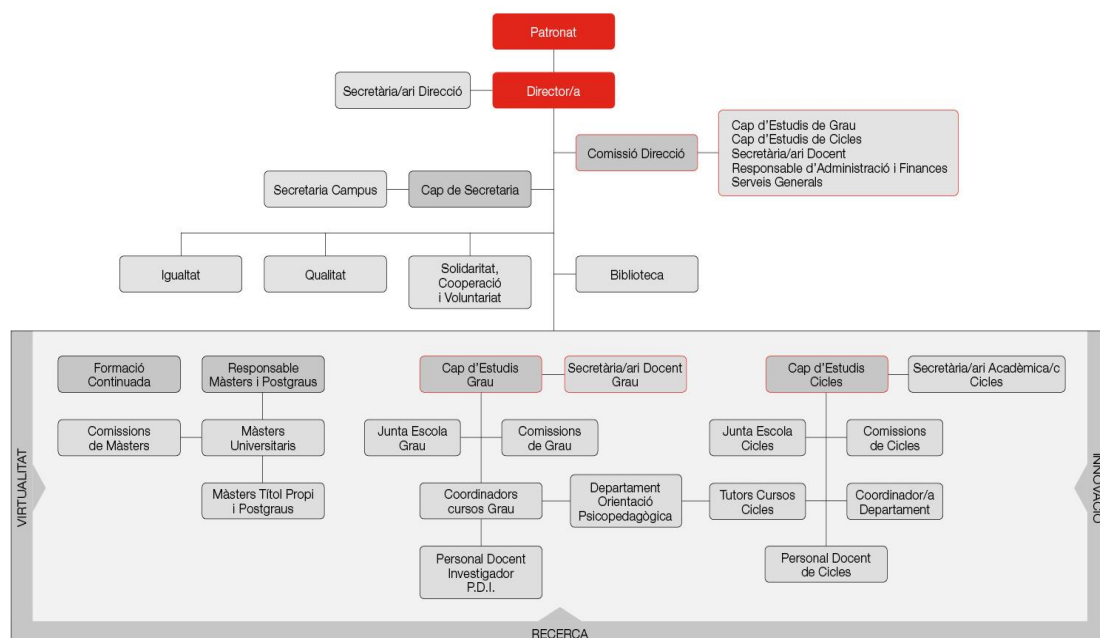 Patronat
Secretària/ari Direcció
Director/a
Comissió Direcció
Cap d'Estudis de Grau
Cap d'Estudis de Cicles
Secretària/ari Docent
Responsable d'Administració i Finances
Serveis Generals
Secretaria Campus
Cap de Secretaria
Igualtat
Qualitat
Solidaritat,
Cooperació
i Voluntariat
Biblioteca
Formació
Continuada
Responsable
Màsters i Postgraus
Cap d'Estudis
Grau
Secretària/ari Docent
Grau
Cap d'Estudis
Cicles
Secretària/ari Acadèmica/c
Cicles
Comissions
de Màsters
Màsters
Universitaris
Junta Escola
Grau
Comissions
de Grau
Junta Escola
Cicles
Comissions
de Cicles
Màsters Títol Propi
i Postgraus
Coordinadors
cursos Grau
Departament
Orientació
Psicopedagògica
Tutors Cursos
Cicles
Coordinador/a
Departament
Personal Docent
Investigador
P.D.I.
Personal Docent
de Cicles
VIRTUALITAT
INNOVACIÓ
RECERCA